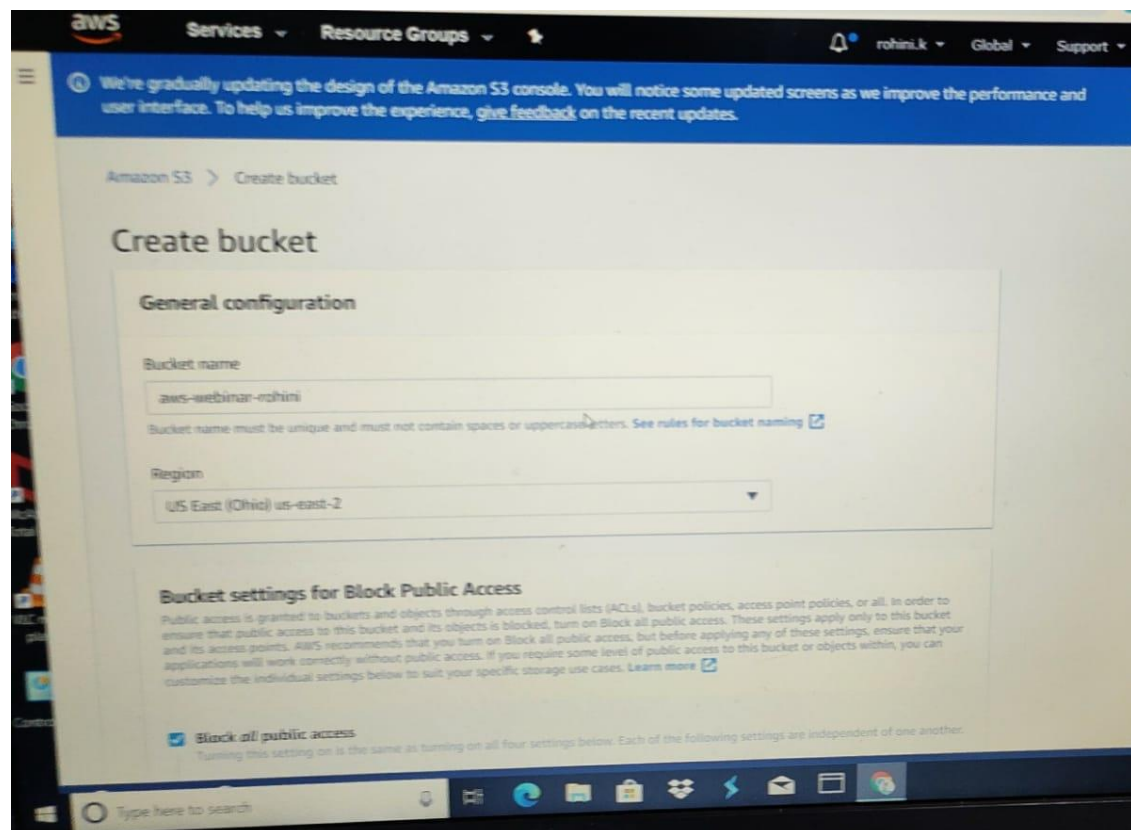 aws
Services
Resource Groups
rohini.k
Global
Support
We're gradually updating the design of the Amazon S3 console. You will notice some updated screens as we improve the performance and
user interface. To help us improve the experience, give feedback on the recent updates.
Amazon S3 > Create bucket
Create bucket
General configuration
Bucket name
aws-webinar-rohini
Bucket name must be unique and must not contain spaces or uppercase letters. See rules for bucket naming
Region
US East (Ohio) us-east-2
Bucket settings for Block Public Access
Public access is granted to buckets and objects through access control lists (ACLs), bucket policies, access point policies, or all. In order to
ensure that public access to this bucket and its objects is blocked, turn on Block all public access. These settings apply only to this bucket
and its access points. AWS recommends that you turn on Block all public access, but before applying any of these settings, ensure that your
applications will work correctly without public access. If you require some level of public access to this bucket or objects within, you can
customize the individual settings below to suit your specific storage use cases. Learn more
Block all public access
Turning this setting on is the same as turning on all four settings below. Each of the following settings are independent of one another.
Type here to search